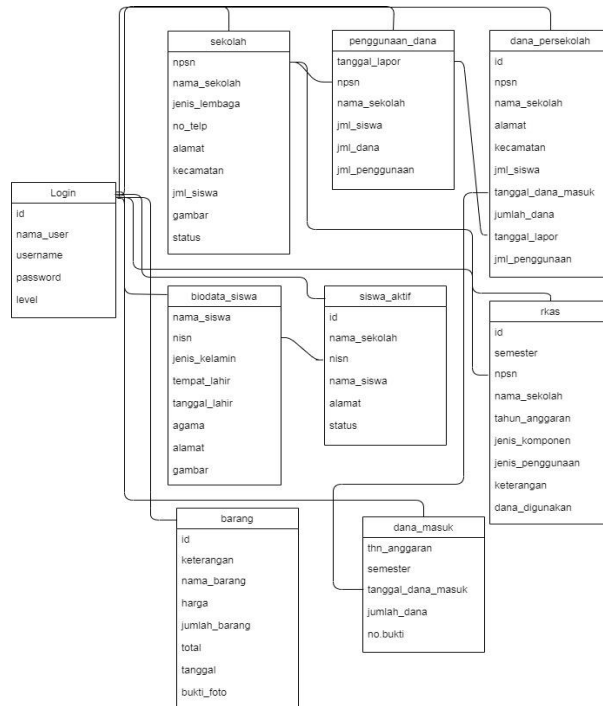 sekolah
npsn
nama_sekolah
jenis_lembaga
no_telp
alamat
kecamatan
jml_siswa
gambar
status
penggunaan_dana
tanggal_lapor
npsn
nama_sekolah
jml_siswa
jml_dana
jml_penggunaan
dana_persekolah
id
npsn
nama_sekolah
alamat
kecamatan
jml_siswa
tanggal_dana_masuk
jumlah_dana
tanggal_lapor
jml_penggunaan
Login
id
nama_user
username
password
level
biodata_siswa
nama_siswa
nisn
jenis_kelamin
tempat_lahir
tanggal_lahir
agama
alamat
gambar
siswa_aktif
id
nama_sekolah
nisn
nama_siswa
alamat
status
rkas
id
semester
npsn
nama_sekolah
tahun_anggaran
jenis_komponen
jenis_penggunaan
keterangan
dana_digunakan
barang
id
keterangan
nama_barang
harga
jumlah_barang
total
tanggal
bukti_foto
dana_masuk
thn_anggaran
semester
tanggal_dana_masuk
jumlah_dana
no.bukti